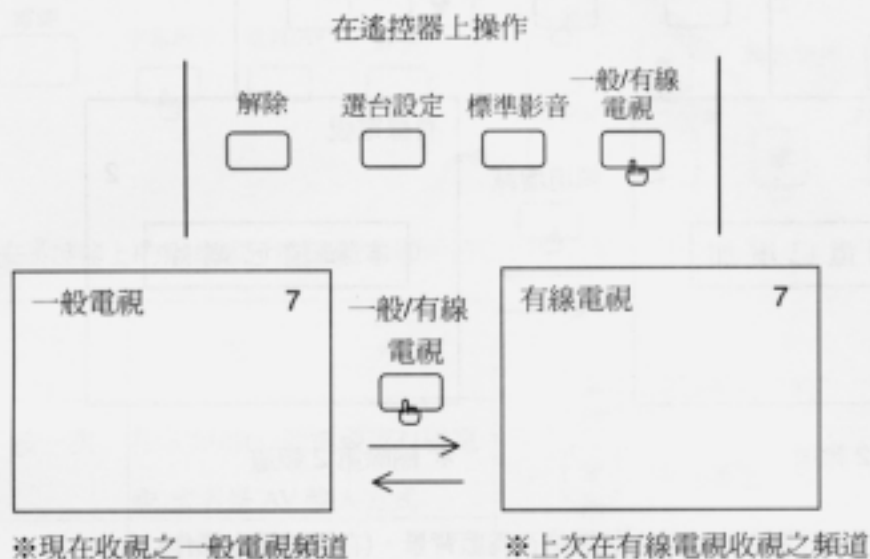 在遙控器上操作
解除 選台設定 標準影音 一般/有線
電視
一般電視 7
一般/有線
電視
有線電視 7
※現在收視之一般電視頻道
※上次在有線電視收視之頻道